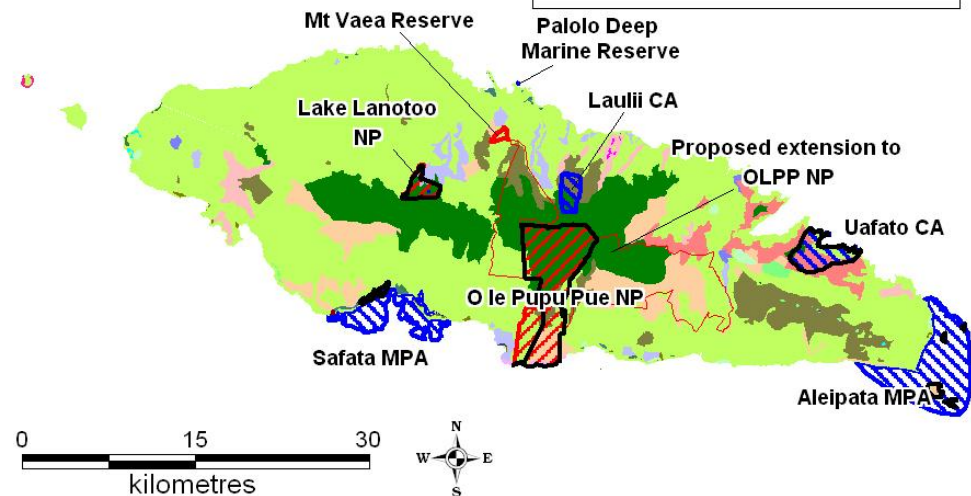 Mt Vaea Reserve
Palolo Deep
Marine Reserve
Lake Lanotoo
NP
Laulii CA
Proposed extension to
OLPP NP
Uafato CA
O le Pupu Pue NP
Safata MPA
Aleipata MPA
0 15 30
kilometres
N
W E
S